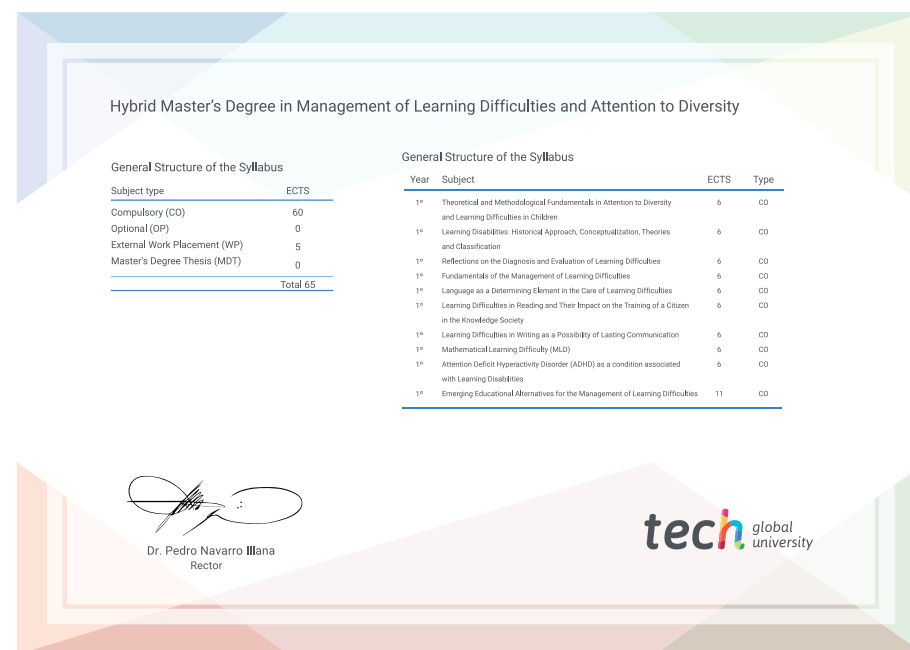 Hybrid Master’s Degree in Management of Learning Difficulties and Attention to Diversity
General Structure of the Syllabus
Subject type ECTS
Compulsory (CO) 60
Optional (OP) 0
External Work Placement (WP) 5
Master’s Degree Thesis (MDT) 0
Total 65
General Structure of the Syllabus
Year Subject ECTS Type
1º Theoretical and Methodological Fundamentals in Attention to Diversity 6 CO
and Learning Difficulties in Children
1º Learning Disabilities: Historical Approach, Conceptualization, Theories 6 CO
and Classification
1º Reflections on the Diagnosis and Evaluation of Learning Difficulties 6 CO
1º Fundamentals of the Management of Learning Difficulties 6 CO
1º Language as a Determining Element in the Care of Learning Difficulties 6 CO
1º Learning Difficulties in Reading and Their Impact on the Training of a Citizen 6 CO
in the Knowledge Society
1º Learning Difficulties in Writing as a Possibility of Lasting Communication 6 CO
1º Mathematical Learning Difficulty (MLD) 6 CO
1º Attention Deficit Hyperactivity Disorder (ADHD) as a condition associated 6 CO
with Learning Disabilities
1º Emerging Educational Alternatives for the Management of Learning Difficulties 11 CO
Dr. Pedro Navarro Illana
Rector
tech global
university